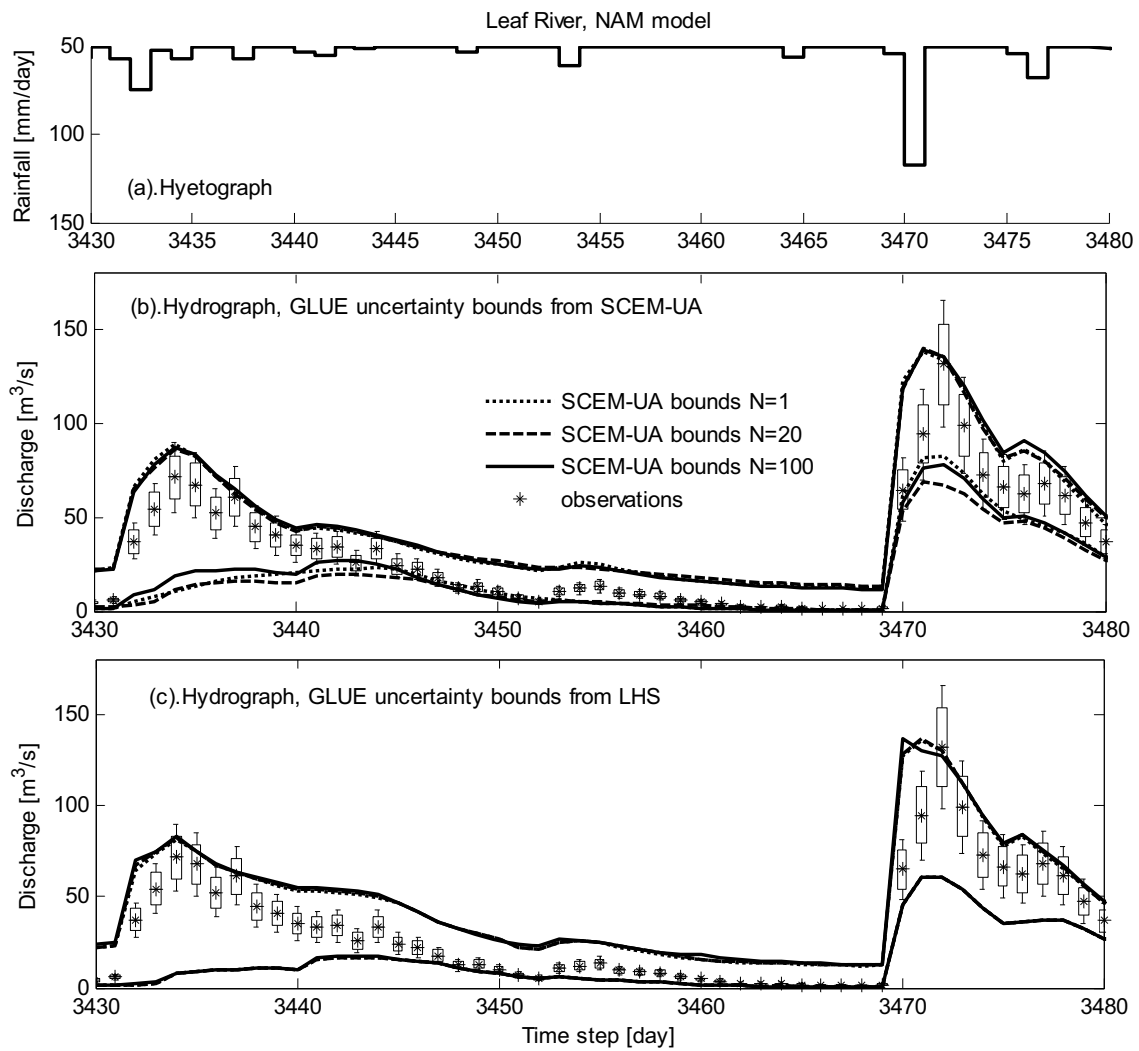 Leaf River, NAM model
Rainfall [mm/day]
50
100
150
(a).Hyetograph
3430 3435 3440 3445 3450 3455 3460 3465 3470 3475 3480
Discharge [m³/s]
150
100
50
0
(b).Hydrograph, GLUE uncertainty bounds from SCEM-UA
SCEM-UA bounds N=1
SCEM-UA bounds N=20
SCEM-UA bounds N=100
observations
3430 3440 3450 3460 3470 3480
Discharge [m³/s]
150
100
50
0
(c).Hydrograph, GLUE uncertainty bounds from LHS
3430 3440 3450 3460 3470 3480
Time step [day]